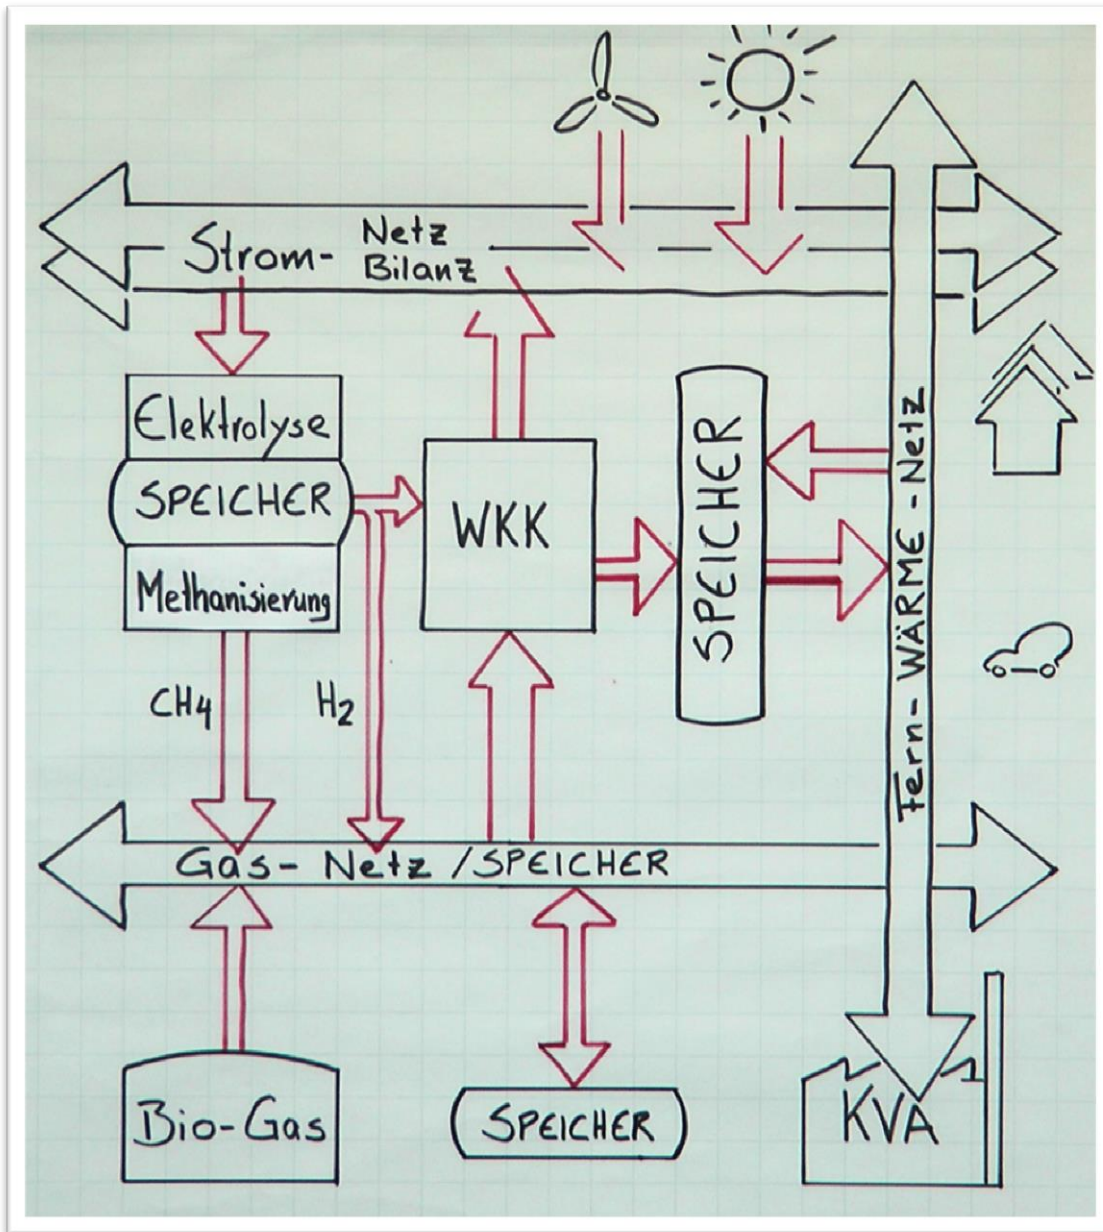 Strom- Netz
Bilanz
Elektrolyse
SPEICHER
Methanisierung
WKK
SPEICHER
Fern-WÄRME-Netz
CH4
H2
Gas-Netz/SPEICHER
Bio-Gas
SPEICHER
KVA